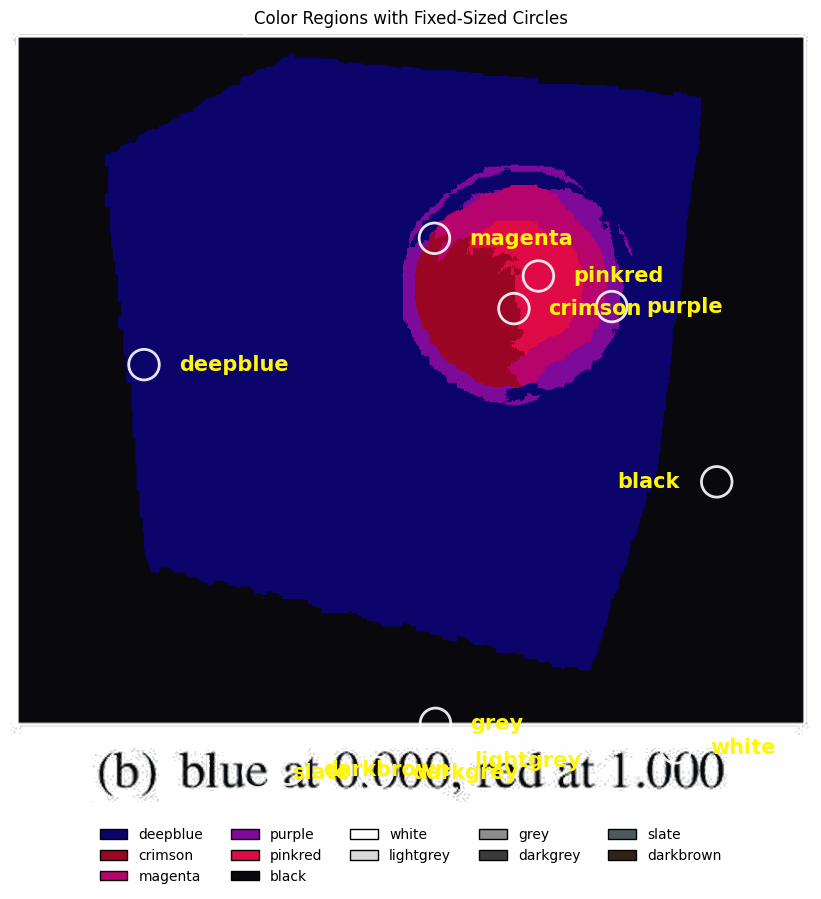 Color Regions with Fixed-Sized Circles
magenta
pinkred
crimson
purple
deepblue
black
grey
white
lightgrey
slate
darkbrown
darkgrey
(b) blue at 0.000, red at 1.000
deepblue purple white grey slate
crimson pinkred lightgrey darkgrey darkbrown
magenta black